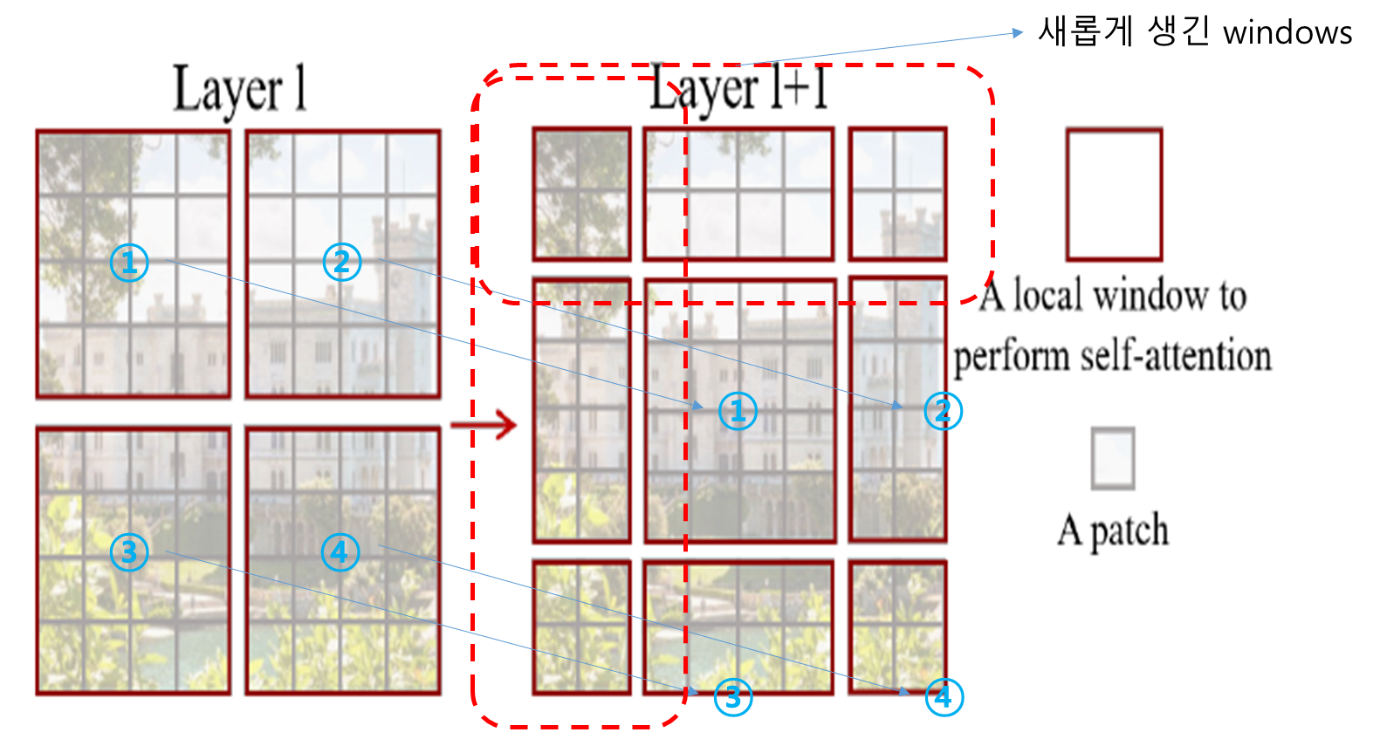 새롭게 생긴 windows
Layer l
Layer l+1
① ②
③ ④
①
②
③ ④
A local window to
perform self-attention
A patch